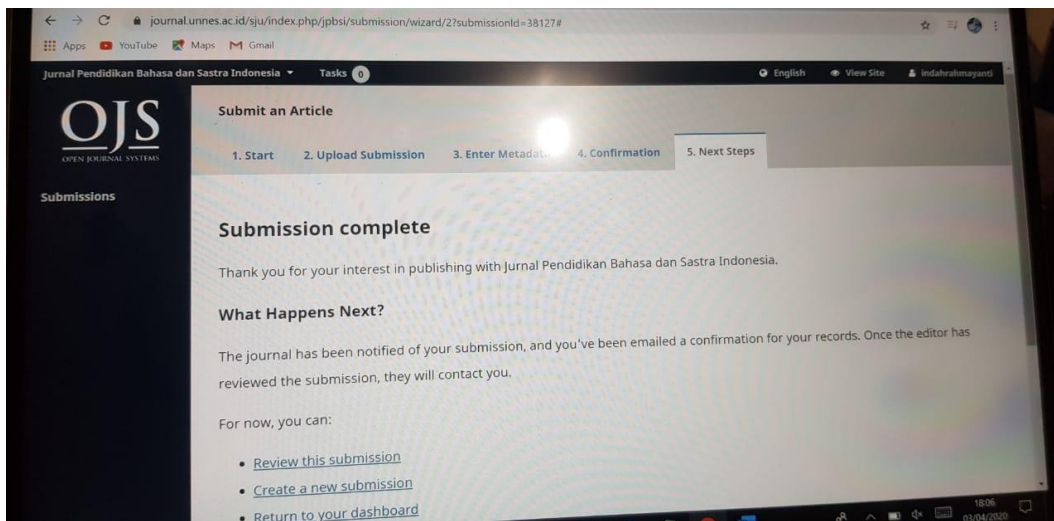 journal.unnes.ac.id/sju/index.php/jpbsi/submission/wizard/2?submissionId=38127#
Apps YouTube Maps Gmail
Jurnal Pendidikan Bahasa dan Sastra Indonesia Tasks 0 English View Site indahrahmayanti
OJS
OPEN JOURNAL SYSTEMS
Submissions
Submit an Article
1. Start 2. Upload Submission 3. Enter 4. Confirmation 5. Next Steps
Submission complete
Thank you for your interest in publishing with Jurnal Pendidikan Bahasa dan Sastra Indonesia.
What Happens Next?
The journal has been notified of your submission, and you've been emailed a confirmation for your records. Once the editor has
reviewed the submission, they will contact you.
For now, you can:
Review this submission
Create a new submission
Return to your dashboard
18:06
03/04/2020